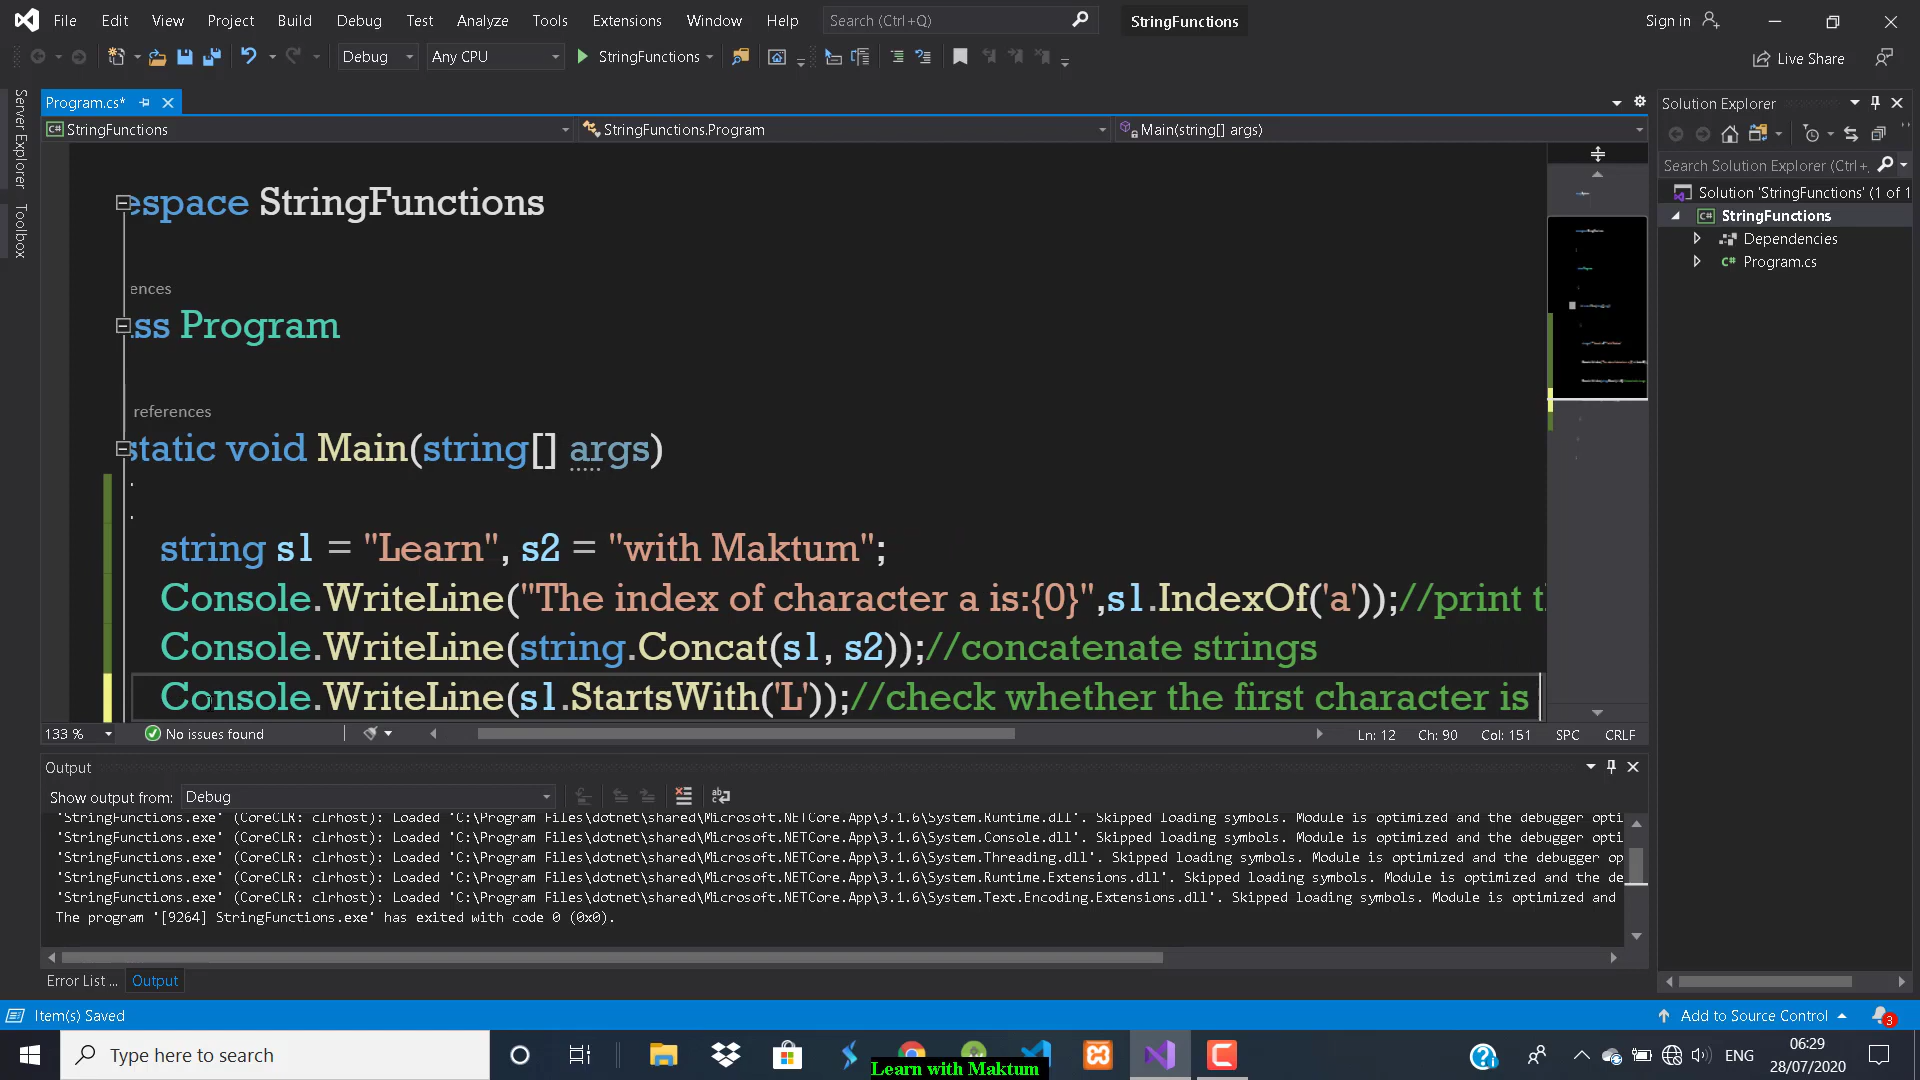 File Edit View Project Build Debug Test Analyze Tools Extensions Window Help Search (Ctrl+Q) StringFunctions Sign in
Debug Any CPU StringFunctions Live Share
Server Explorer
Toolbox
Program.cs*
StringFunctions StringFunctions.Program Main(string[] args)
espace StringFunctions
ences
ass Program
references
static void Main(string[] args)
string s1 = "Learn", s2 = "with Maktum";
Console.WriteLine("The index of character a is:{0}",s1.IndexOf('a'));//print t
Console.WriteLine(string.Concat(s1, s2));//concatenate strings
Console.WriteLine(s1.StartsWith('L'));//check whether the first character is
133 % No issues found Ln: 12 Ch: 90 Col: 151 SPC CRLF
Solution Explorer
Search Solution Explorer (Ctrl+,
Solution 'StringFunctions' (1 of 1
StringFunctions
Dependencies
C# Program.cs
Output
Show output from: Debug
'StringFunctions.exe' (CoreCLR: clrhost): Loaded 'C:\Program Files\dotnet\shared\Microsoft.NETCore.App\3.1.6\System.Runtime.dll'. Skipped loading symbols. Module is optimized and the debugger opti
'StringFunctions.exe' (CoreCLR: clrhost): Loaded 'C:\Program Files\dotnet\shared\Microsoft.NETCore.App\3.1.6\System.Console.dll'. Skipped loading symbols. Module is optimized and the debugger opti
'StringFunctions.exe' (CoreCLR: clrhost): Loaded 'C:\Program Files\dotnet\shared\Microsoft.NETCore.App\3.1.6\System.Threading.dll'. Skipped loading symbols. Module is optimized and the debugger op
'StringFunctions.exe' (CoreCLR: clrhost): Loaded 'C:\Program Files\dotnet\shared\Microsoft.NETCore.App\3.1.6\System.Runtime.Extensions.dll'. Skipped loading symbols. Module is optimized and the de
'StringFunctions.exe' (CoreCLR: clrhost): Loaded 'C:\Program Files\dotnet\shared\Microsoft.NETCore.App\3.1.6\System.Text.Encoding.Extensions.dll'. Skipped loading symbols. Module is optimized and
The program '[9264] StringFunctions.exe' has exited with code 0 (0x0).
Error List ... Output
Item(s) Saved Add to Source Control 3
Type here to search ENG 06:29
28/07/2020
Learn with Maktum